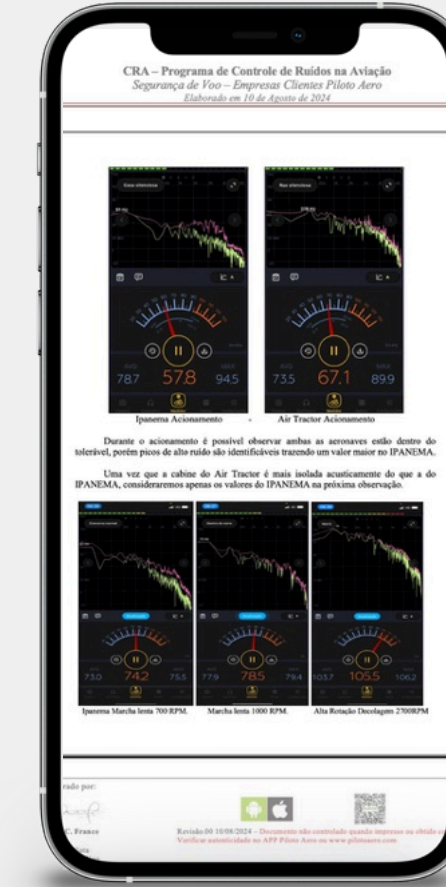 CRA – Programa de Controle de Ruídos na Aviação
Segurança de Voo – Empresas Clientes Piloto Aero
Elaborado em 10 de Agosto de 2024
AVG 78.7 57.8 MAX 94.5
AVG 73.5 67.1 MAX 89.9
Ipanema Acionamento - Air Tractor Acionamento
Durante o acionamento é possível observar ambas as aeronaves estão dentro do
tolerável, porém picos de alto ruído são identificáveis trazendo um valor maior no IPANEMA.
Uma vez que a cabine do Air Tractor é mais isolada acusticamente do que a do
IPANEMA, consideraremos apenas os valores do IPANEMA na próxima observação.
73.0 74.2 75.5
77.9 78.5 79.4
103.7 105.5 106.2
Ipanema Marcha lenta 700 RPM. Marcha lenta 1000 RPM. Alta Rotação Decolagem 2700RPM
rado por:
C. Franco
Revisão:00 10/08/2024 – Documento não controlado quando impresso ou obtido
Verificar autenticidade no APP Piloto Aero ou www.pilotoaero.com